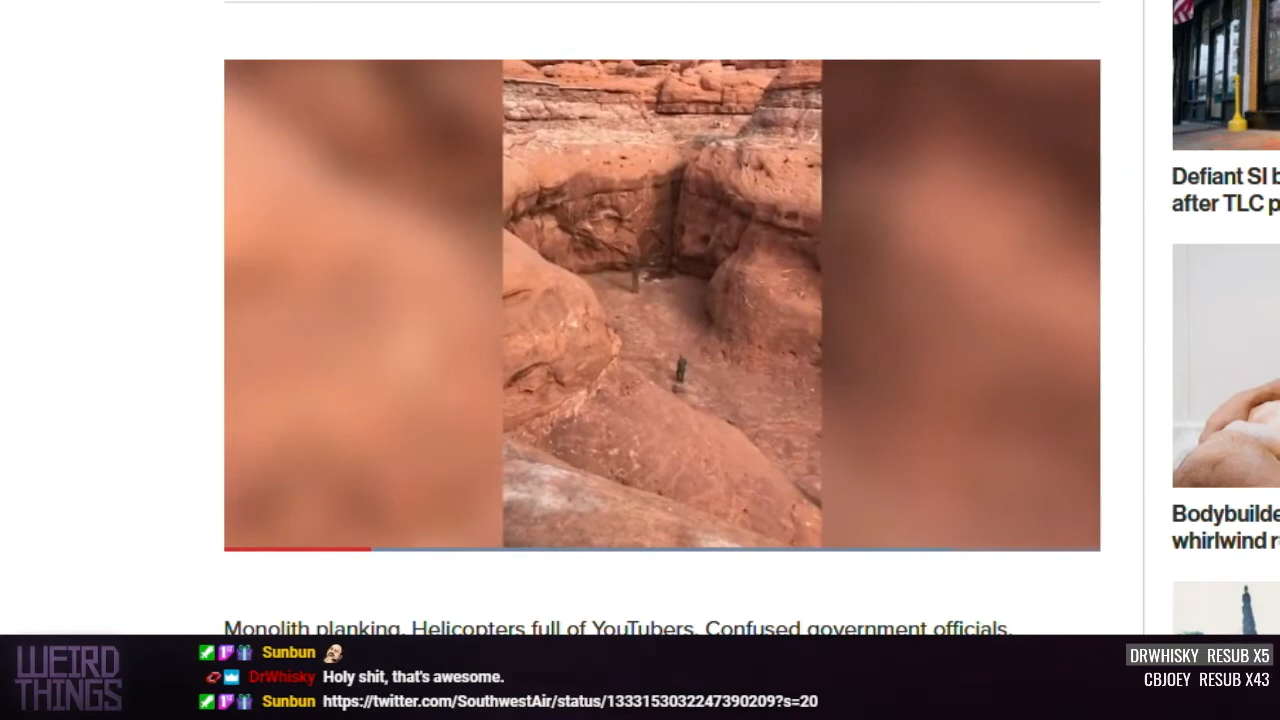 Defiant SI b
after TLC p
Bodybuilde
whirlwind r
Monolith planking. Helicopters full of YouTubers. Confused government officials.
WEIRD
THINGS
Sunbun
DrWhisky Holy shit, that's awesome.
Sunbun https://twitter.com/SouthwestAir/status/1333153032247390209?s=20
DRWHISKY RESUB X5
CBJOEY RESUB X43